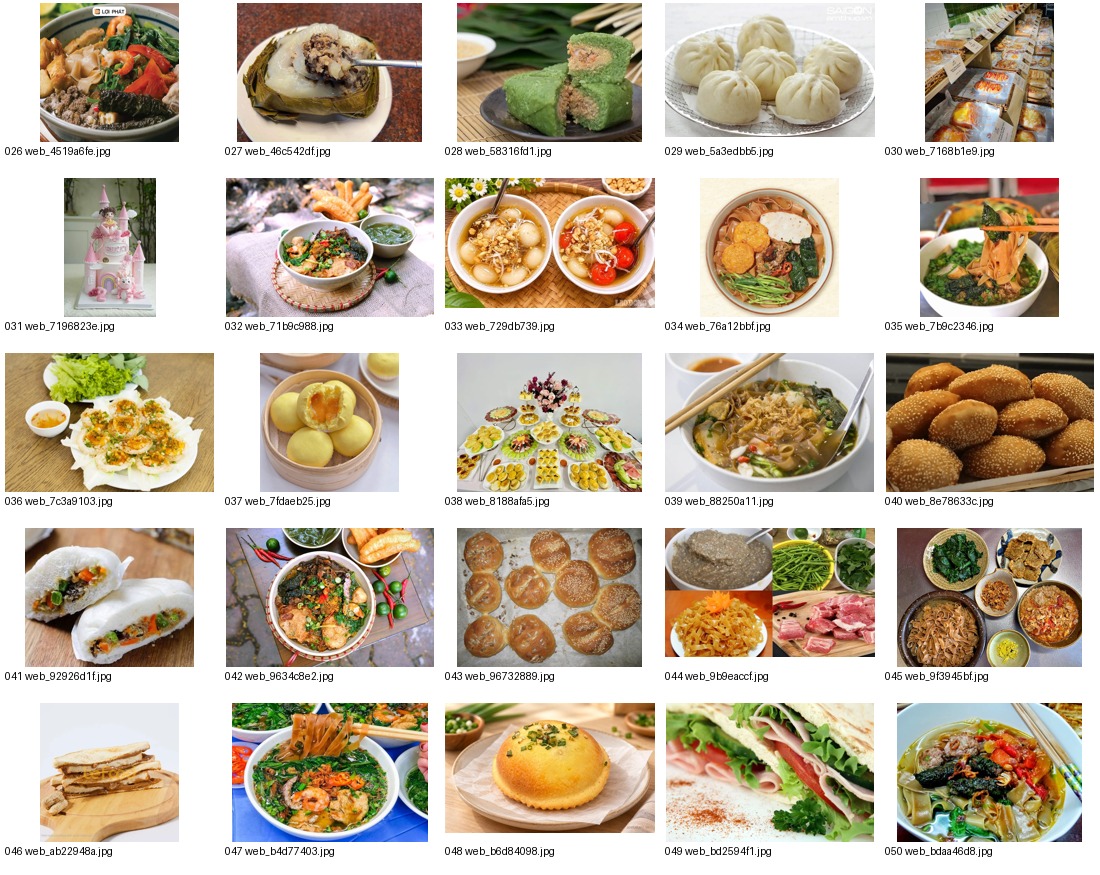 LỢI PHÁT
SAIGON
026 web_4519a6fe.jpg
027 web_46c542df.jpg
028 web_58316fd1.jpg
029 web_5a3edbb5.jpg
030 web_7168b1e9.jpg
031 web_7196823e.jpg
032 web_71b9c988.jpg
033 web_729db739.jpg
034 web_76a12bbf.jpg
035 web_7b9c2346.jpg
036 web_7c3a9103.jpg
037 web_7fdaeb25.jpg
038 web_8188afa5.jpg
039 web_88250a11.jpg
040 web_8e78633c.jpg
041 web_92926d1f.jpg
042 web_9634c8e2.jpg
043 web_96732889.jpg
044 web_9b9eaccf.jpg
045 web_9f3945bf.jpg
046 web_ab22948a.jpg
047 web_b4d77403.jpg
048 web_b6d84098.jpg
049 web_bd2594f1.jpg
050 web_bdaa46d8.jpg